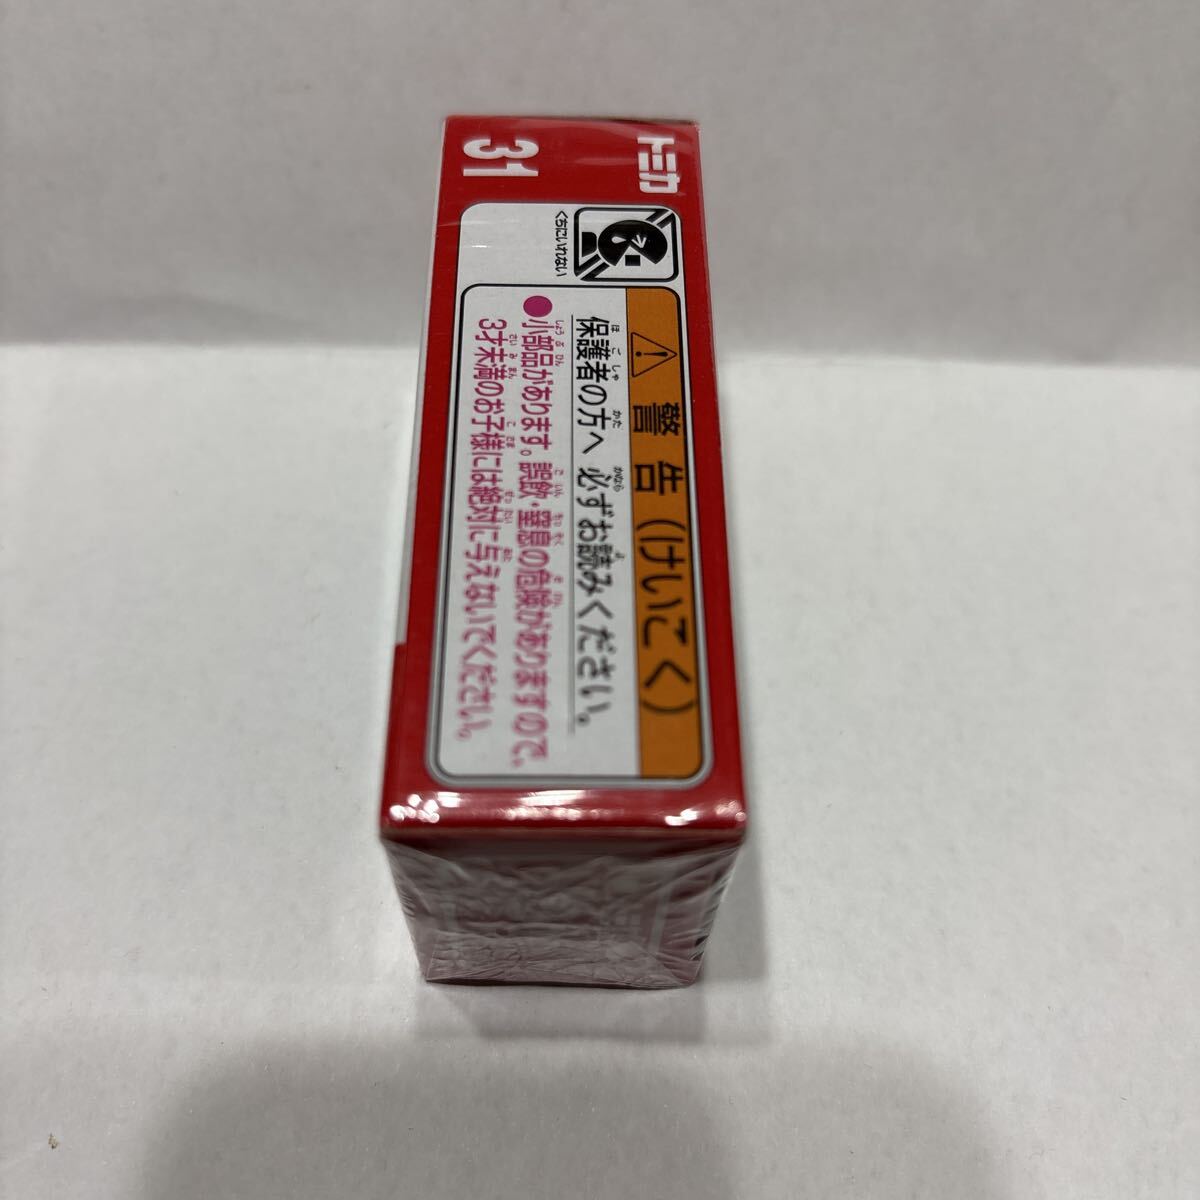 トミカ
31
くちにいれない
警告（けいこく）
保護者の方へ 必ずお読みください。
●小部品があります。誤飲・窒息の危険がありますので、
3才未満のお子様には絶対に与えないでください。